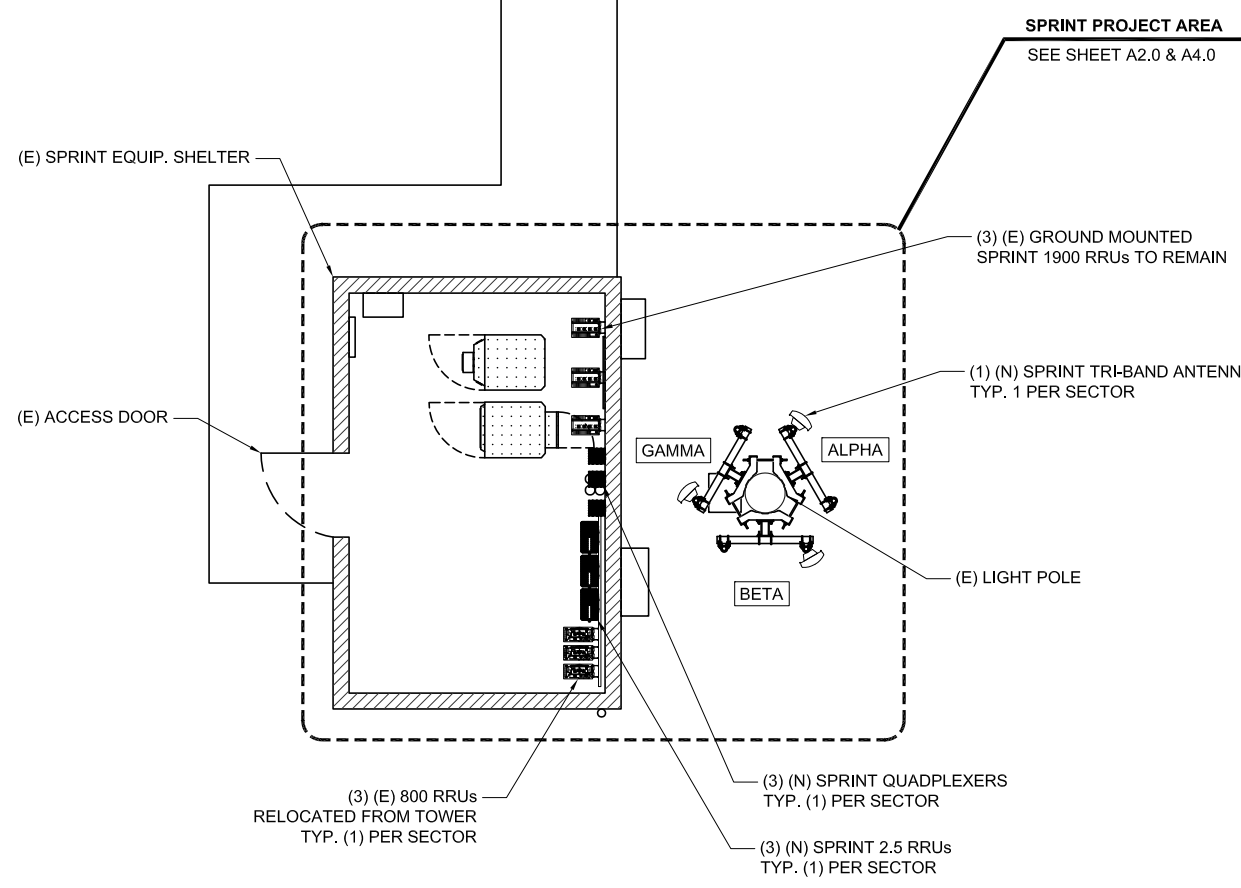 SPRINT PROJECT AREA
SEE SHEET A2.0 & A4.0
(E) SPRINT EQUIP. SHELTER
(3) (E) GROUND MOUNTED
SPRINT 1900 RRUs TO REMAIN
(1) (N) SPRINT TRI-BAND ANTENN
TYP. 1 PER SECTOR
(E) ACCESS DOOR
GAMMA
ALPHA
(E) LIGHT POLE
BETA
(3) (N) SPRINT QUADPLEXERS
TYP. (1) PER SECTOR
(3) (E) 800 RRUs
RELOCATED FROM TOWER
TYP. (1) PER SECTOR
(3) (N) SPRINT 2.5 RRUs
TYP. (1) PER SECTOR